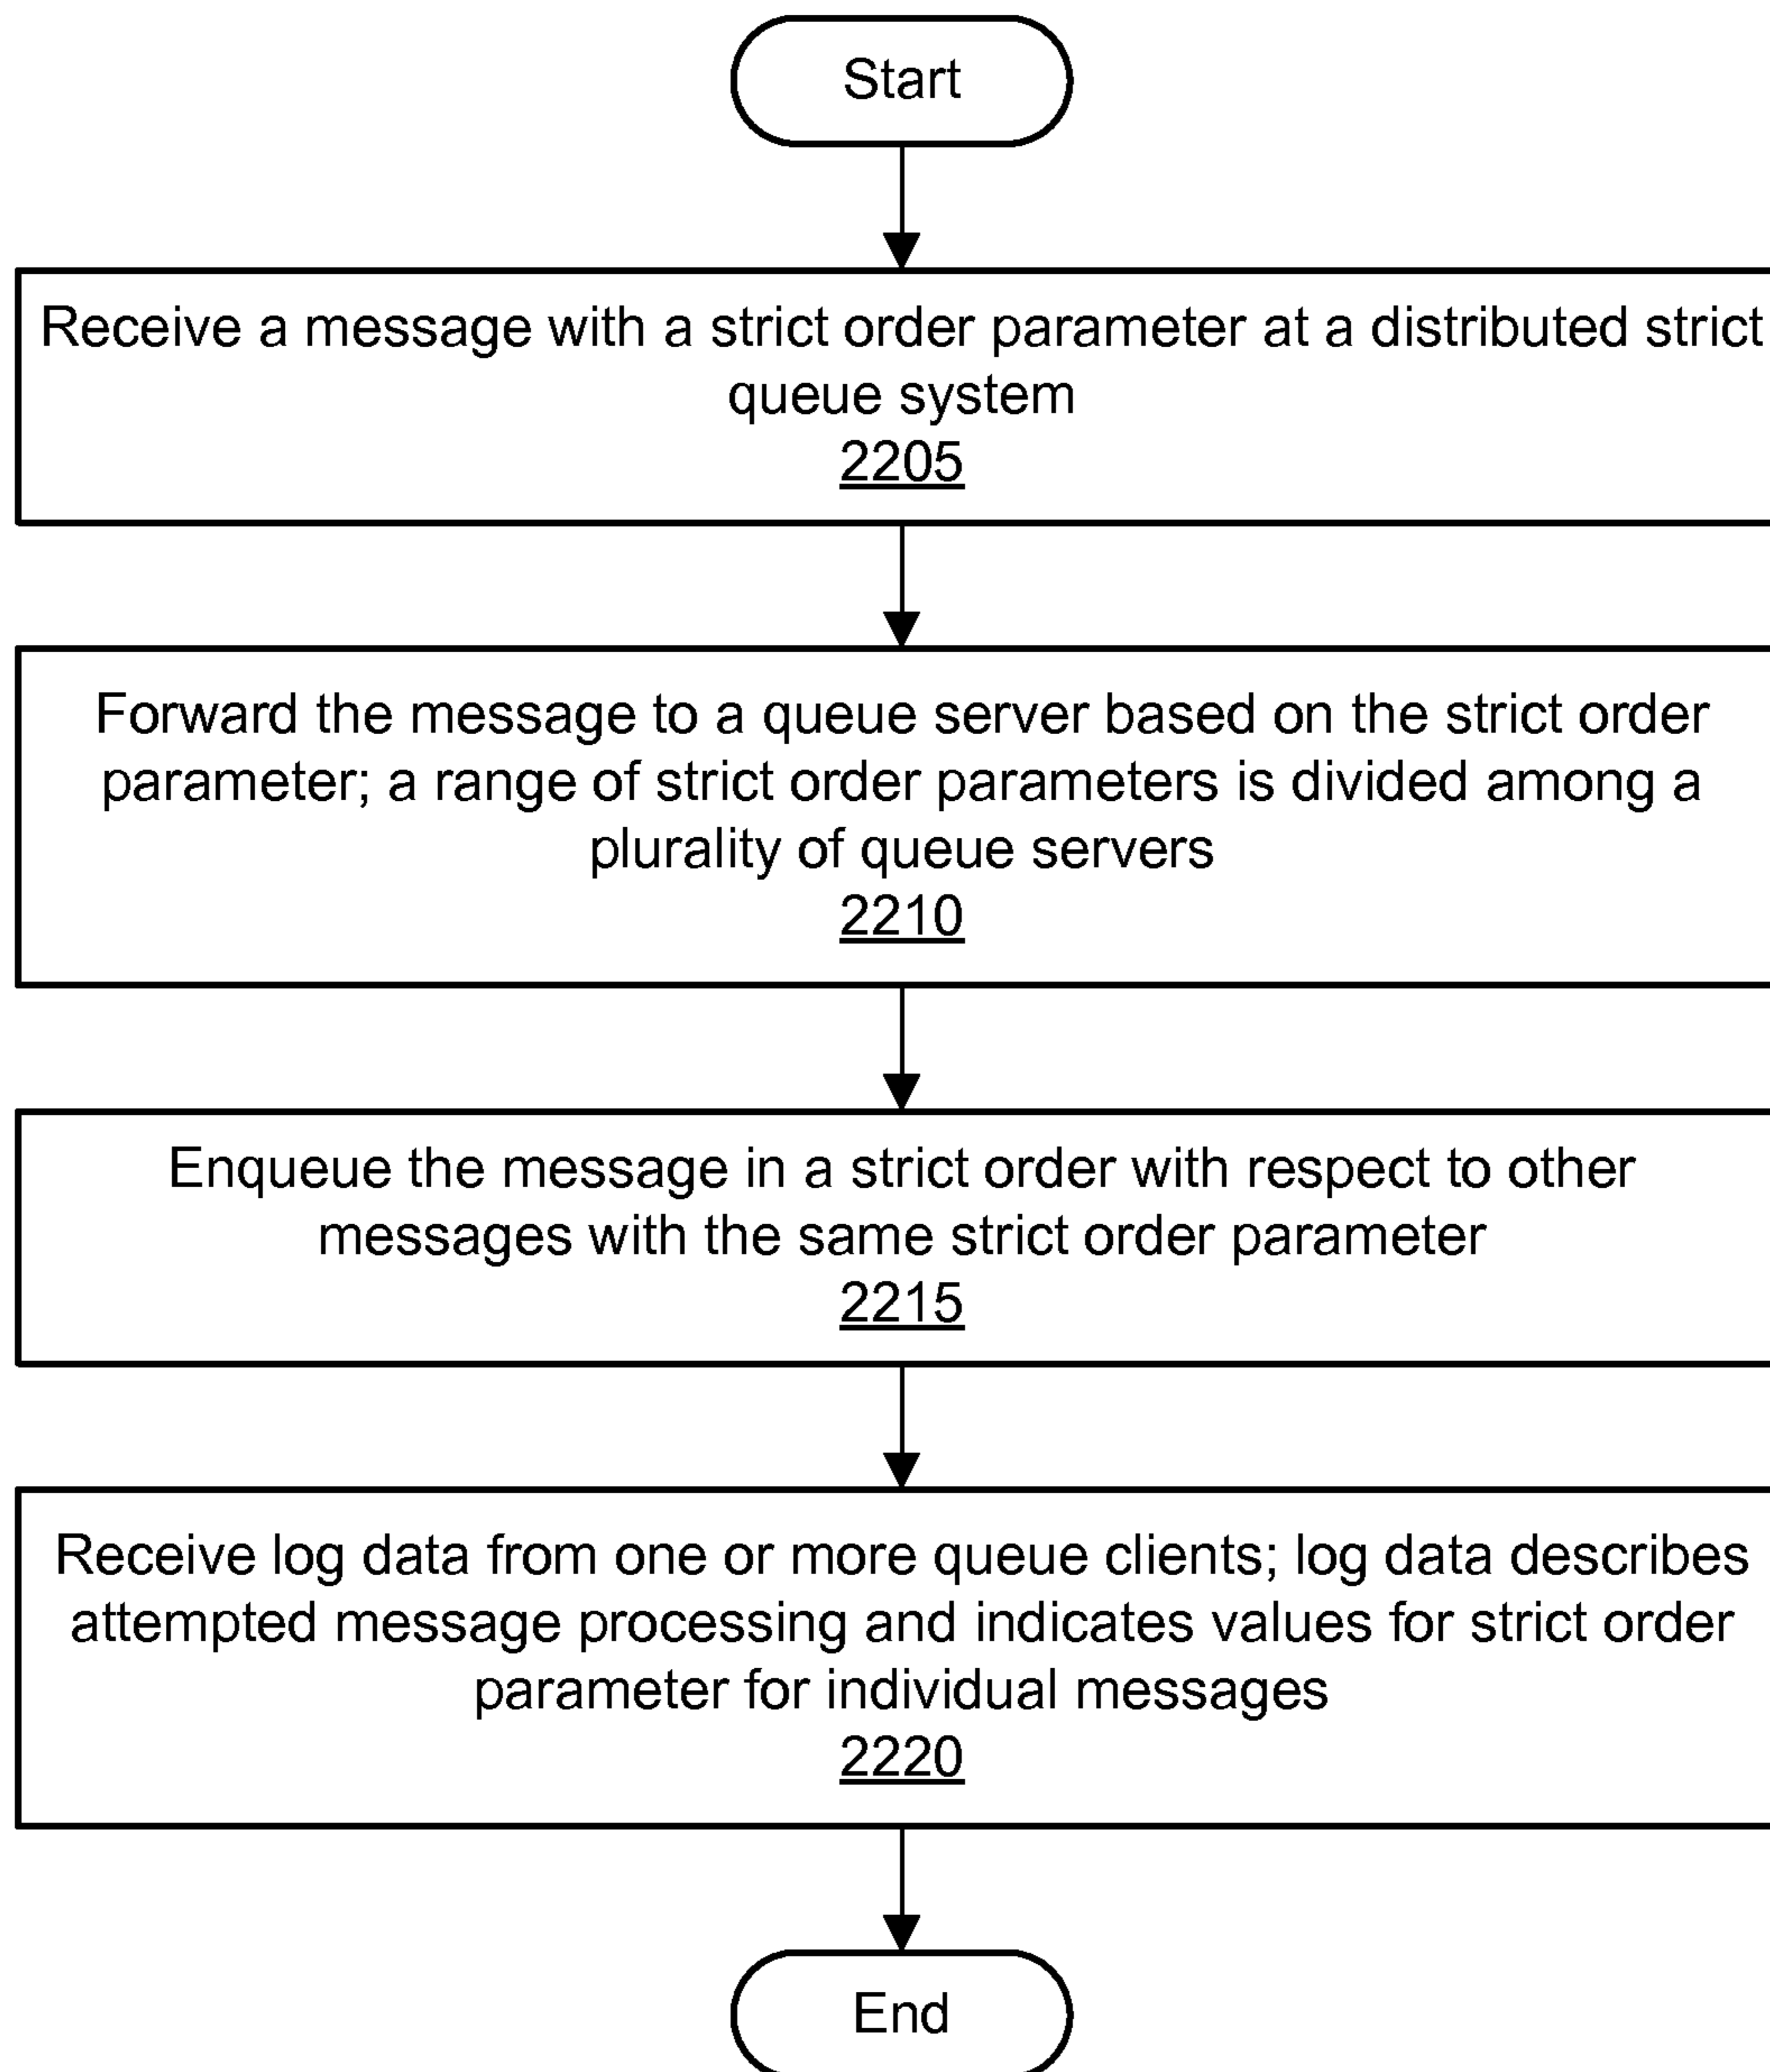 Start
Receive a message with a strict order parameter at a distributed strict
queue system
2205
Forward the message to a queue server based on the strict order
parameter; a range of strict order parameters is divided among a
plurality of queue servers
2210
Enqueue the message in a strict order with respect to other
messages with the same strict order parameter
2215
Receive log data from one or more queue clients; log data describes
attempted message processing and indicates values for strict order
parameter for individual messages
2220
End